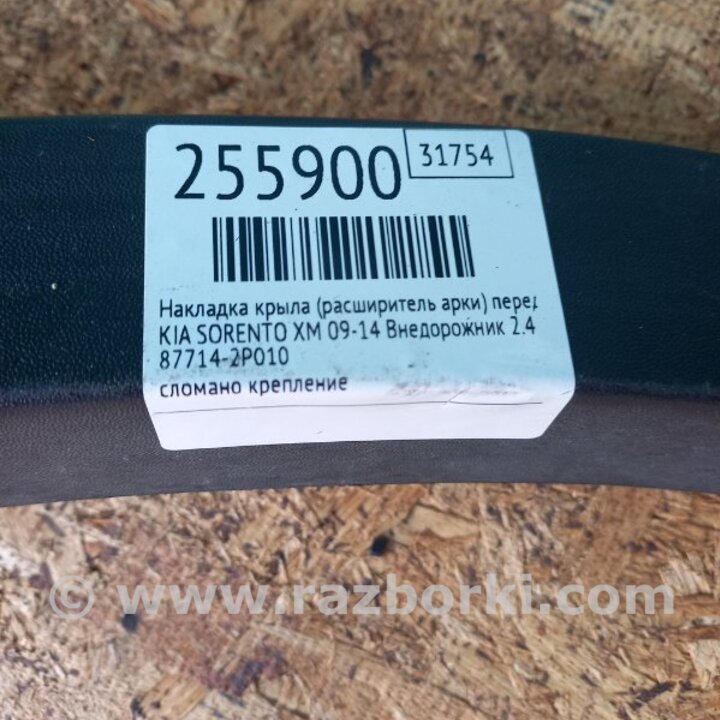 255900
31754
Накладка крыла (расширитель арки) перед
KIA SORENTO XM 09-14 Внедорожник 2.4
87714-2P010
сломано крепление
© www.razborki.com